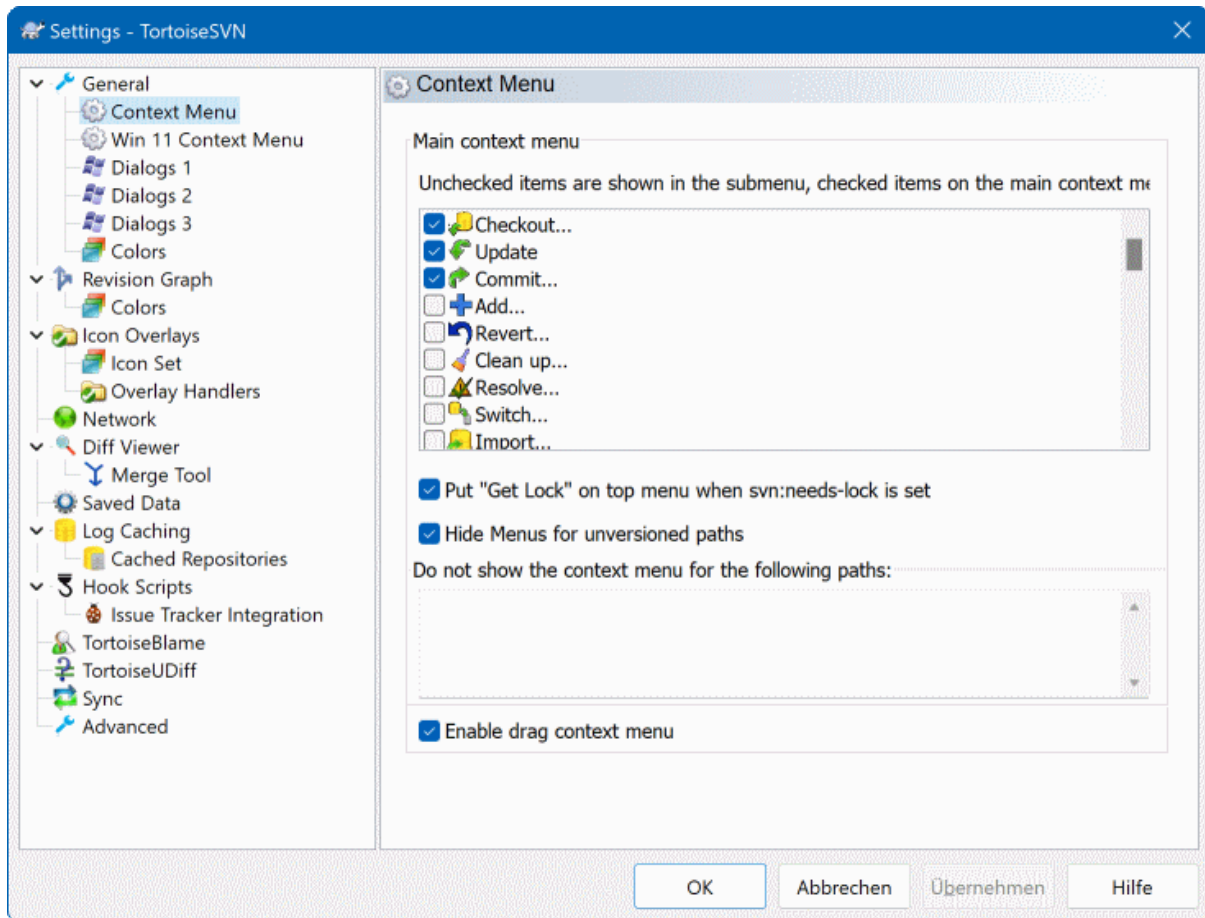 Settings - TortoiseSVN
General
Context Menu
Win 11 Context Menu
Dialogs 1
Dialogs 2
Dialogs 3
Colors
Revision Graph
Colors
Icon Overlays
Icon Set
Overlay Handlers
Network
Diff Viewer
Merge Tool
Saved Data
Log Caching
Cached Repositories
Hook Scripts
Issue Tracker Integration
TortoiseBlame
TortoiseUDiff
Sync
Advanced
Context Menu
Main context menu
Unchecked items are shown in the submenu, checked items on the main context
Checkout...
Update
Commit...
Add...
Revert...
Clean up...
Resolve...
Switch...
Import...
Put "Get Lock" on top menu when svn:needs-lock is set
Hide Menus for unversioned paths
Do not show the context menu for the following paths:
Enable drag context menu
OK
Abbrechen
Übernehmen
Hilfe